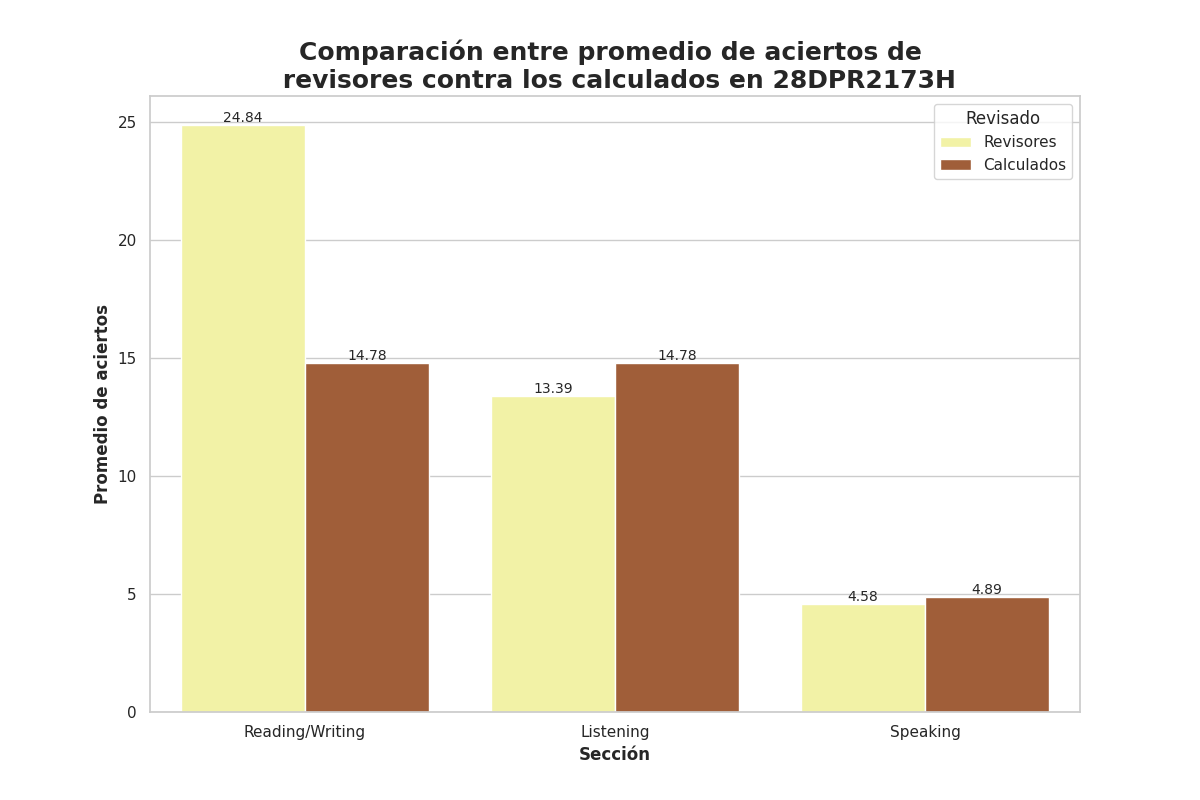 Comparación entre promedio de aciertos de
revisores contra los calculados en 28DPR2173H
Revisado
Revisores
Calculados
Promedio de aciertos
25
20
15
10
5
0
24.84
14.78
13.39
14.78
4.58
4.89
Reading/Writing
Listening
Speaking
Sección